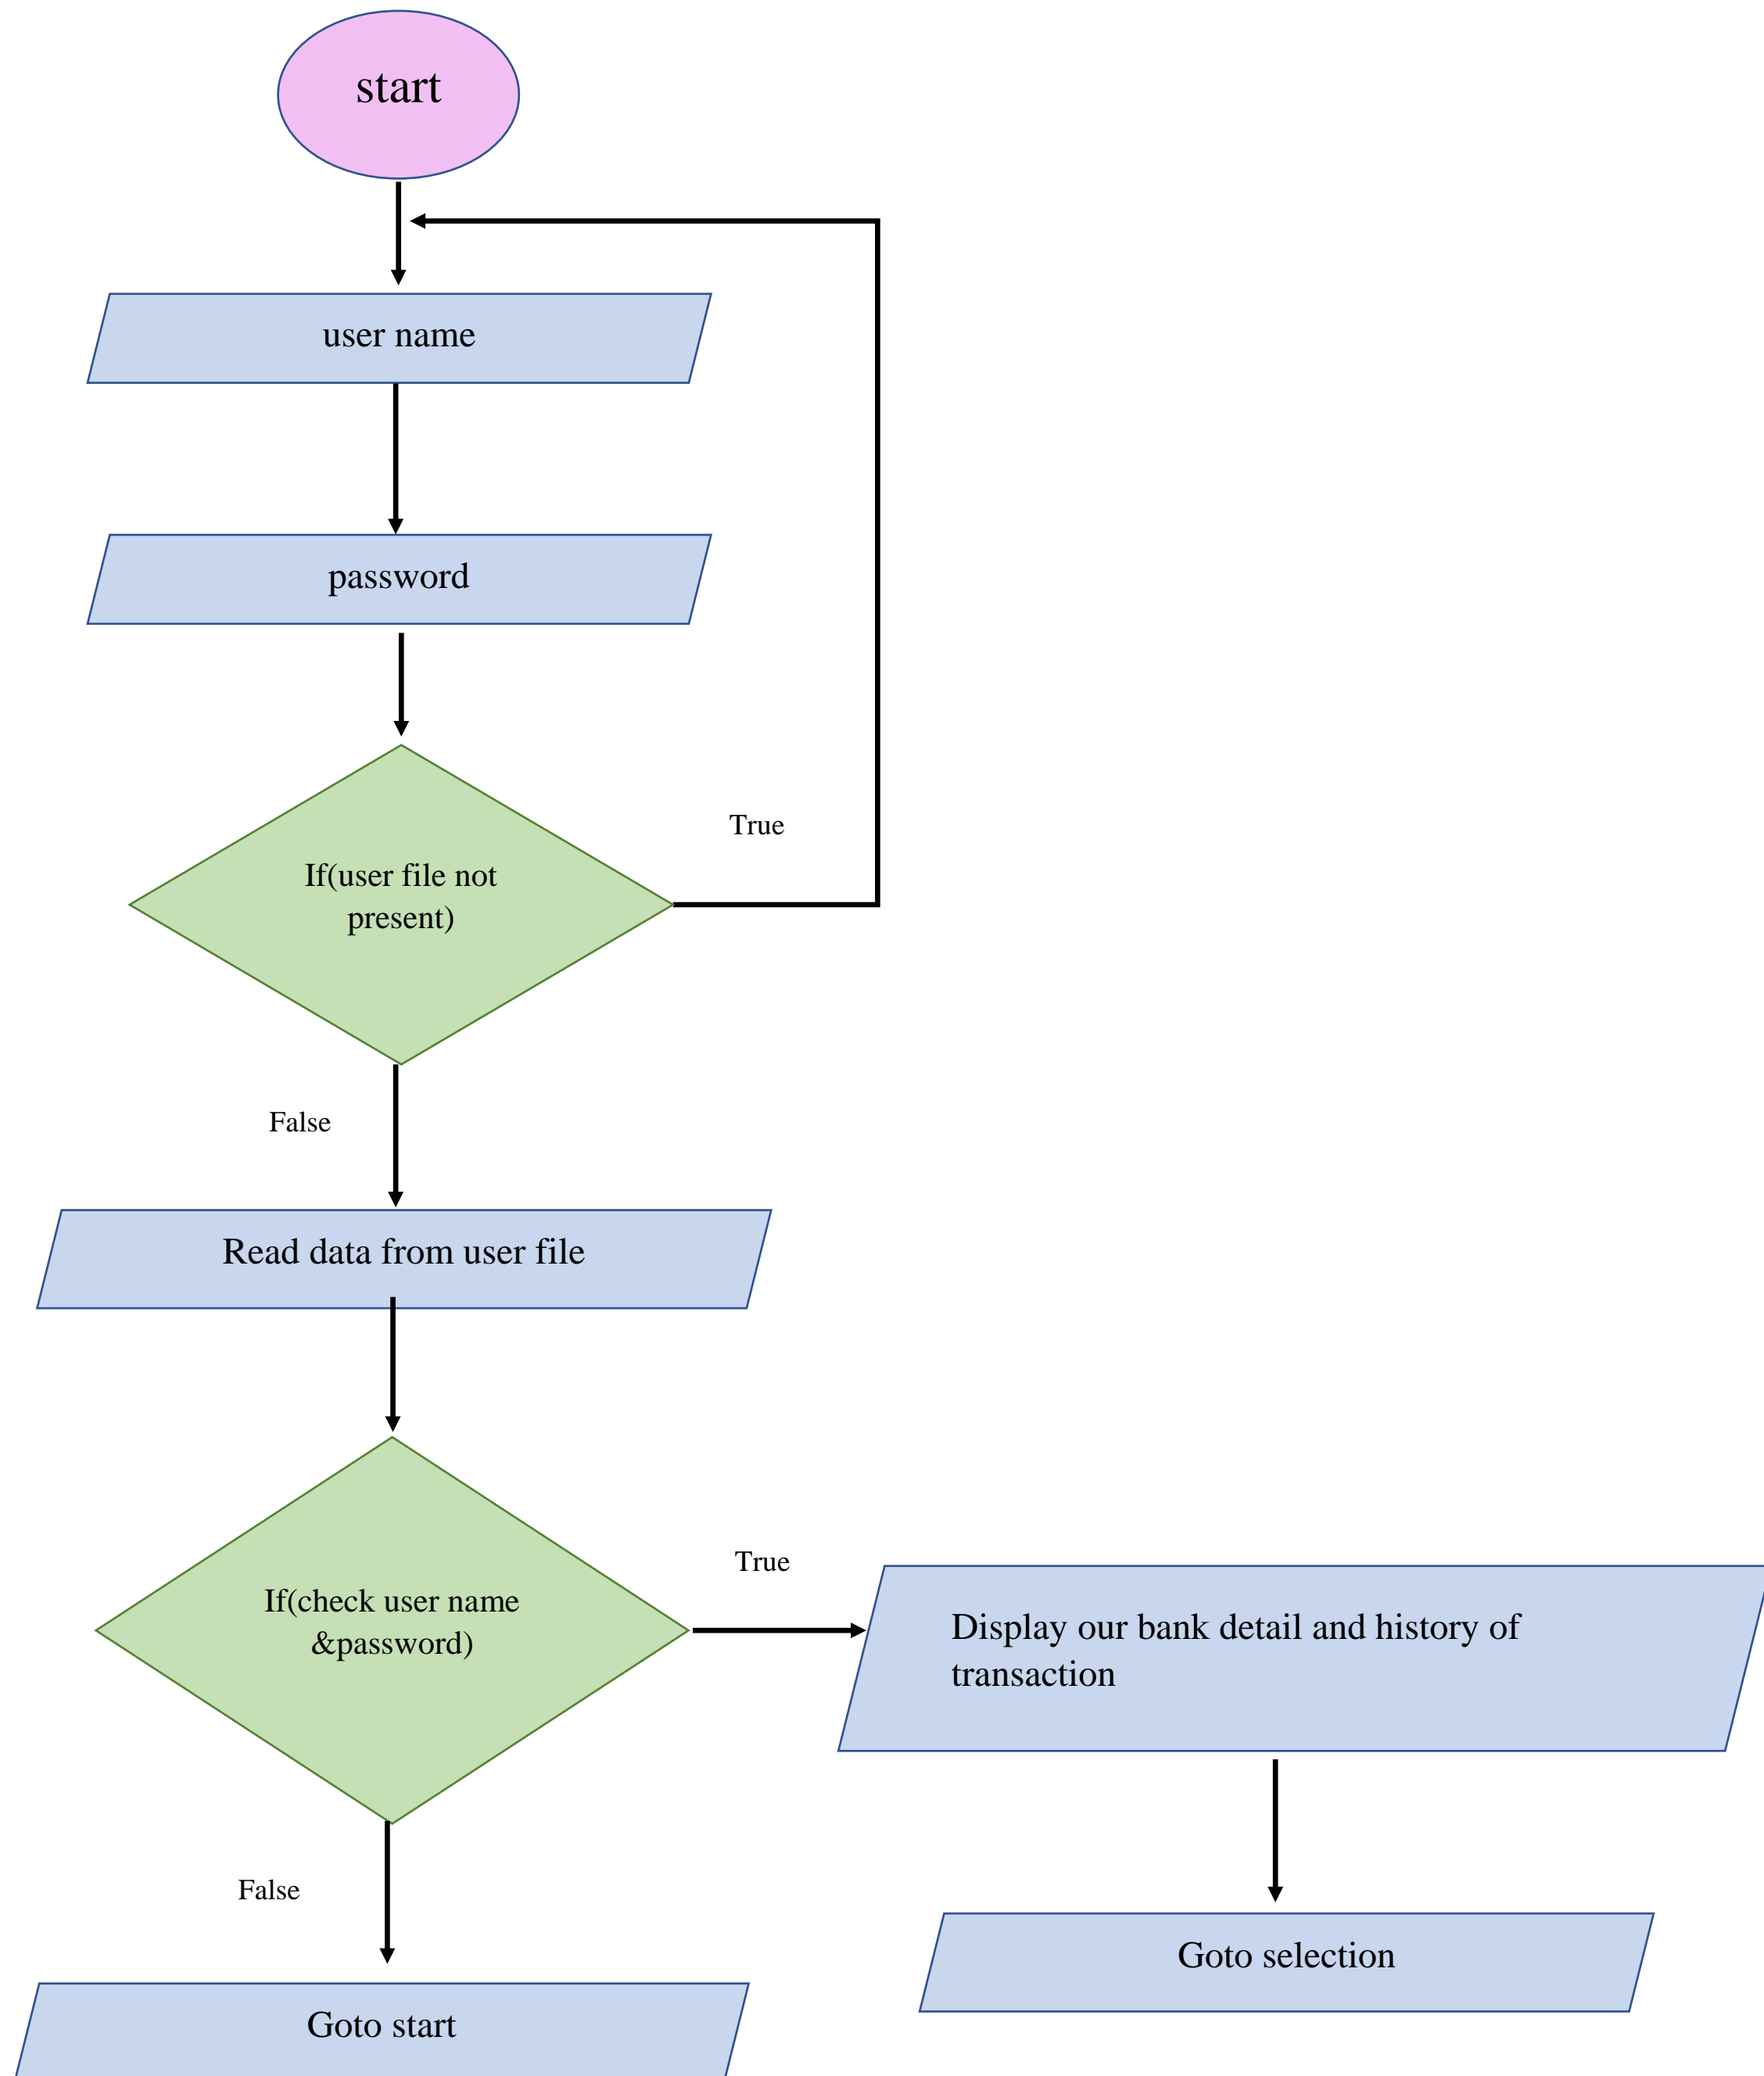 start
user name
password
True
If(user file not
present)
False
Read data from user file
True
If(check user name
&password)
Display our bank detail and history of
transaction
False
Goto selection
Goto start